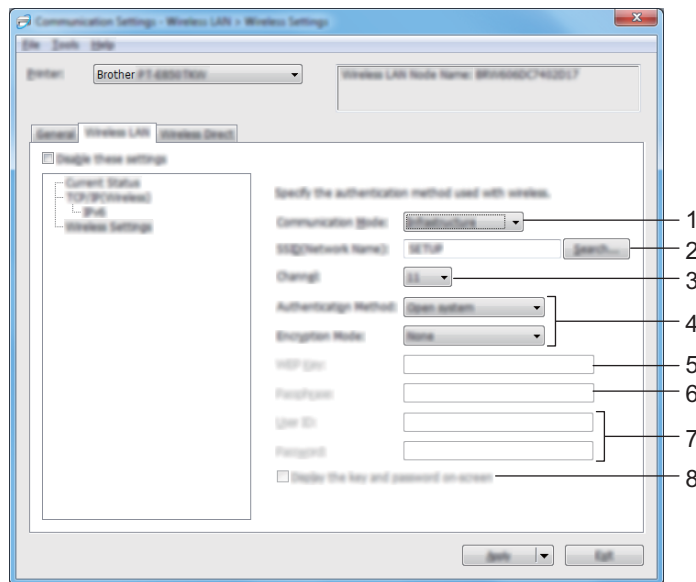 Communication Settings - Wireless LAN > Wireless Settings
File Tools Help
Printer: Brother
Wireless LAN Node Name:
General Wireless LAN Wireless Direct
Disable these settings
Current Status
TCP/IP(Wireless)
IPv6
Wireless Settings
Specify the authentication method used with wireless.
Communication Mode: Infrastructure 1
SSID(Network Name): SETUP Search... 2
Channel: 11 3
Authentication Method: Open system 4
Encryption Mode: None
WEP Key: 5
Passphrase: 6
User ID: 7
Password:
Display the key and password on-screen 8
Apply Exit